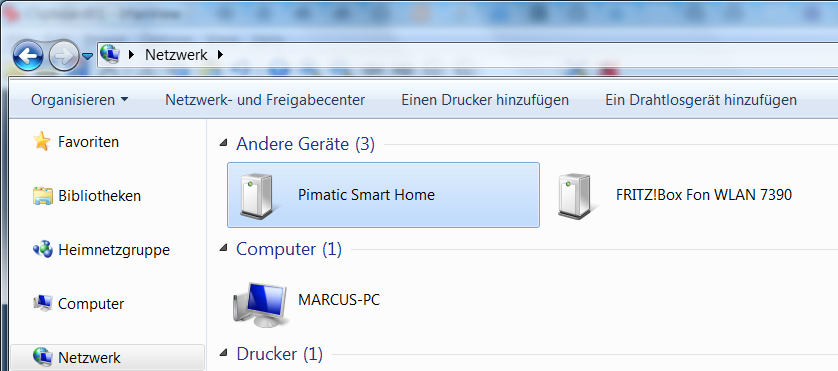 Netzwerk
Organisieren Netzwerk- und Freigabecenter Einen Drucker hinzufügen Ein Drahtlosgerät hinzufügen
Favoriten
Bibliotheken
Heimnetzgruppe
Computer
Netzwerk
Andere Geräte (3)
Pimatic Smart Home
FRITZ!Box Fon WLAN 7390
Computer (1)
MARCUS-PC
Drucker (1)